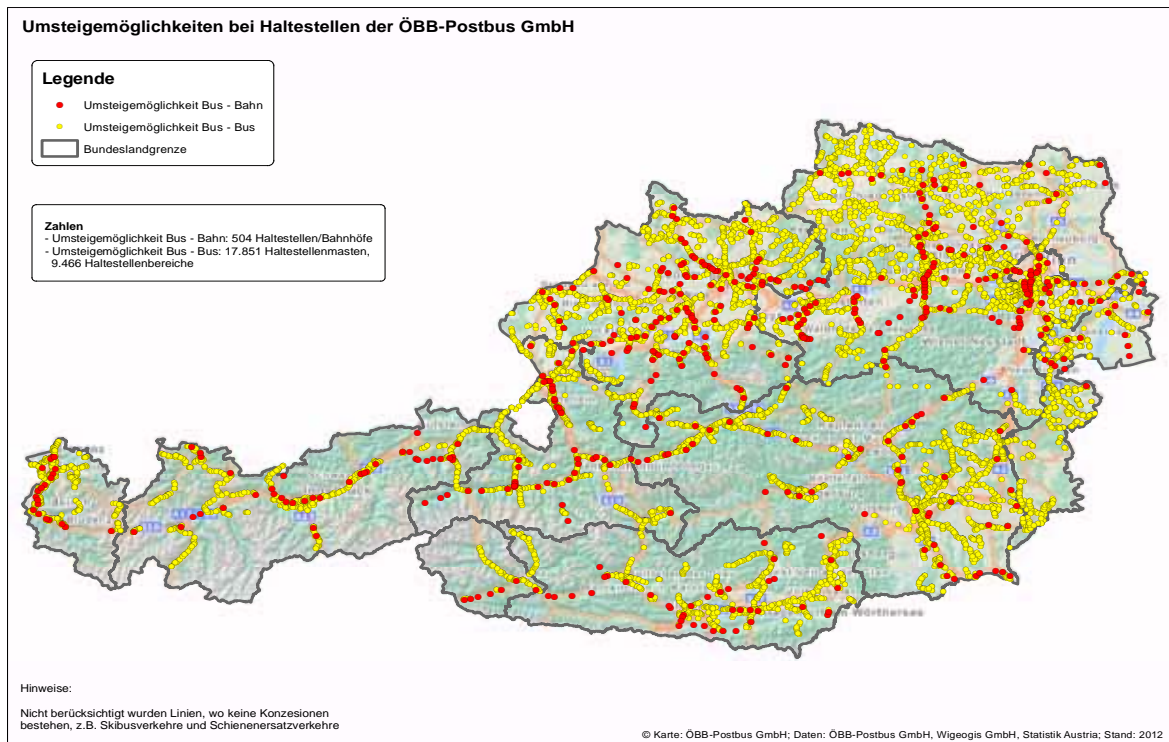 Umsteigemöglichkeiten bei Haltestellen der ÖBB-Postbus GmbH
Legende
Umsteigemöglichkeit Bus - Bahn
Umsteigemöglichkeit Bus - Bus
Bundeslandgrenze
Zahlen
- Umsteigemöglichkeit Bus - Bahn: 504 Haltestellen/Bahnhöfe
- Umsteigemöglichkeit Bus - Bus: 17.851 Haltestellenmasten,
9.466 Haltestellenbereiche
Hinweise:
Nicht berücksichtigt wurden Linien, wo keine Konzesionen
bestehen, z.B. Skibusverkehre und Schienenersatzverkehre
© Karte: ÖBB-Postbus GmbH; Daten: ÖBB-Postbus GmbH, Wigeogis GmbH, Statistik Austria; Stand: 2012